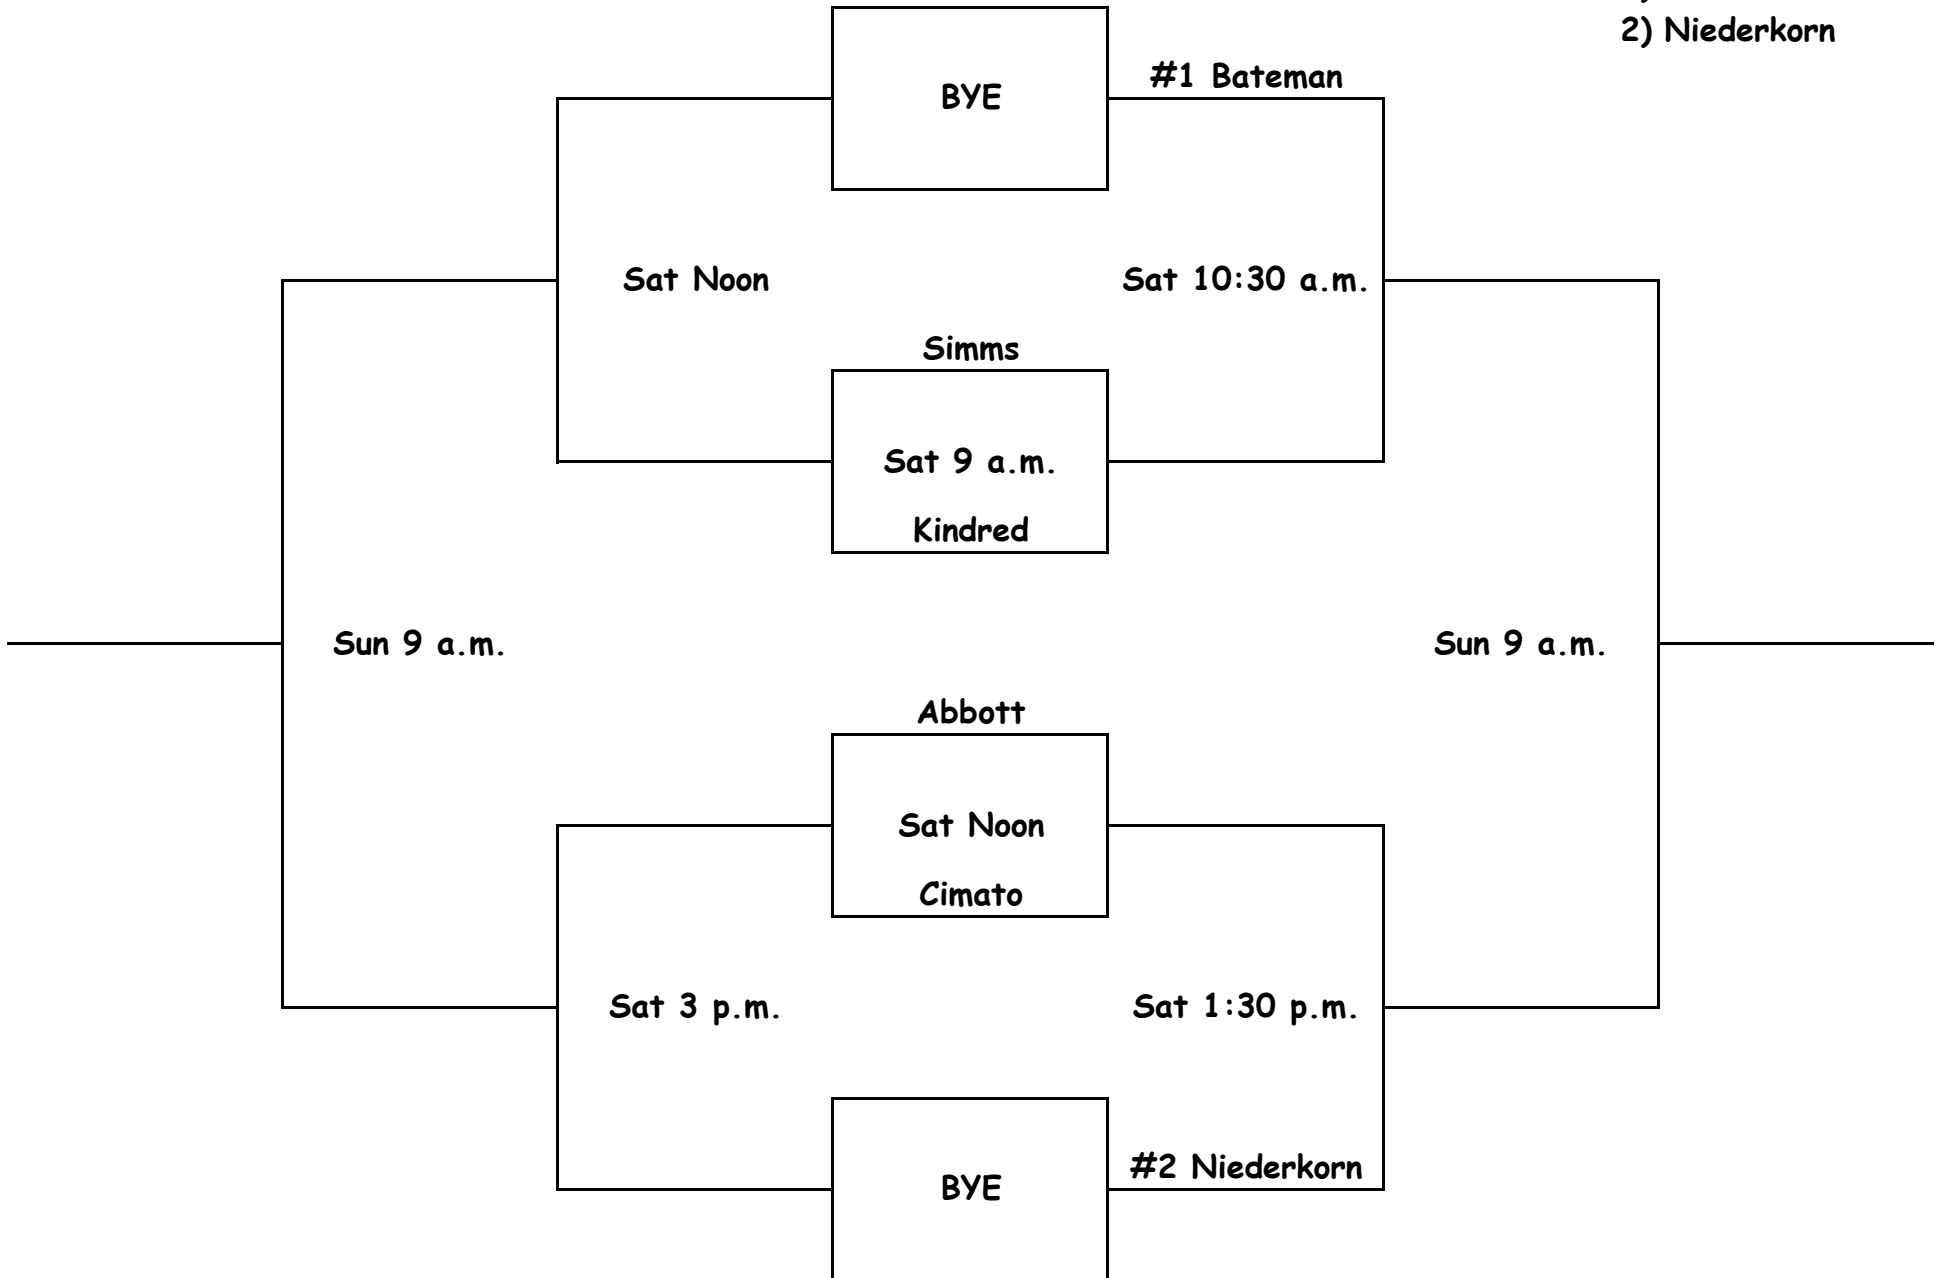 2) Niederkorn
#1 Bateman
BYE
Sat Noon
Sat 10:30 a.m.
Simms
Sat 9 a.m.
Kindred
Sun 9 a.m.
Sun 9 a.m.
Abbott
Sat Noon
Cimato
Sat 3 p.m.
Sat 1:30 p.m.
#2 Niederkorn
BYE